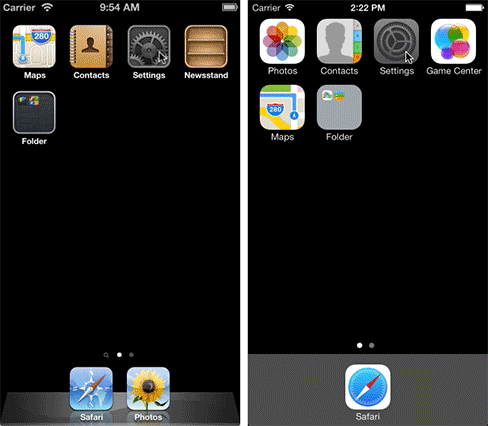 Carrier 9:54 AM
280
Maps Contacts Settings Newsstand
Folder
Safari Photos
Carrier 2:22 PM
Photos Contacts Settings Game Center
280
Maps Folder
Safari